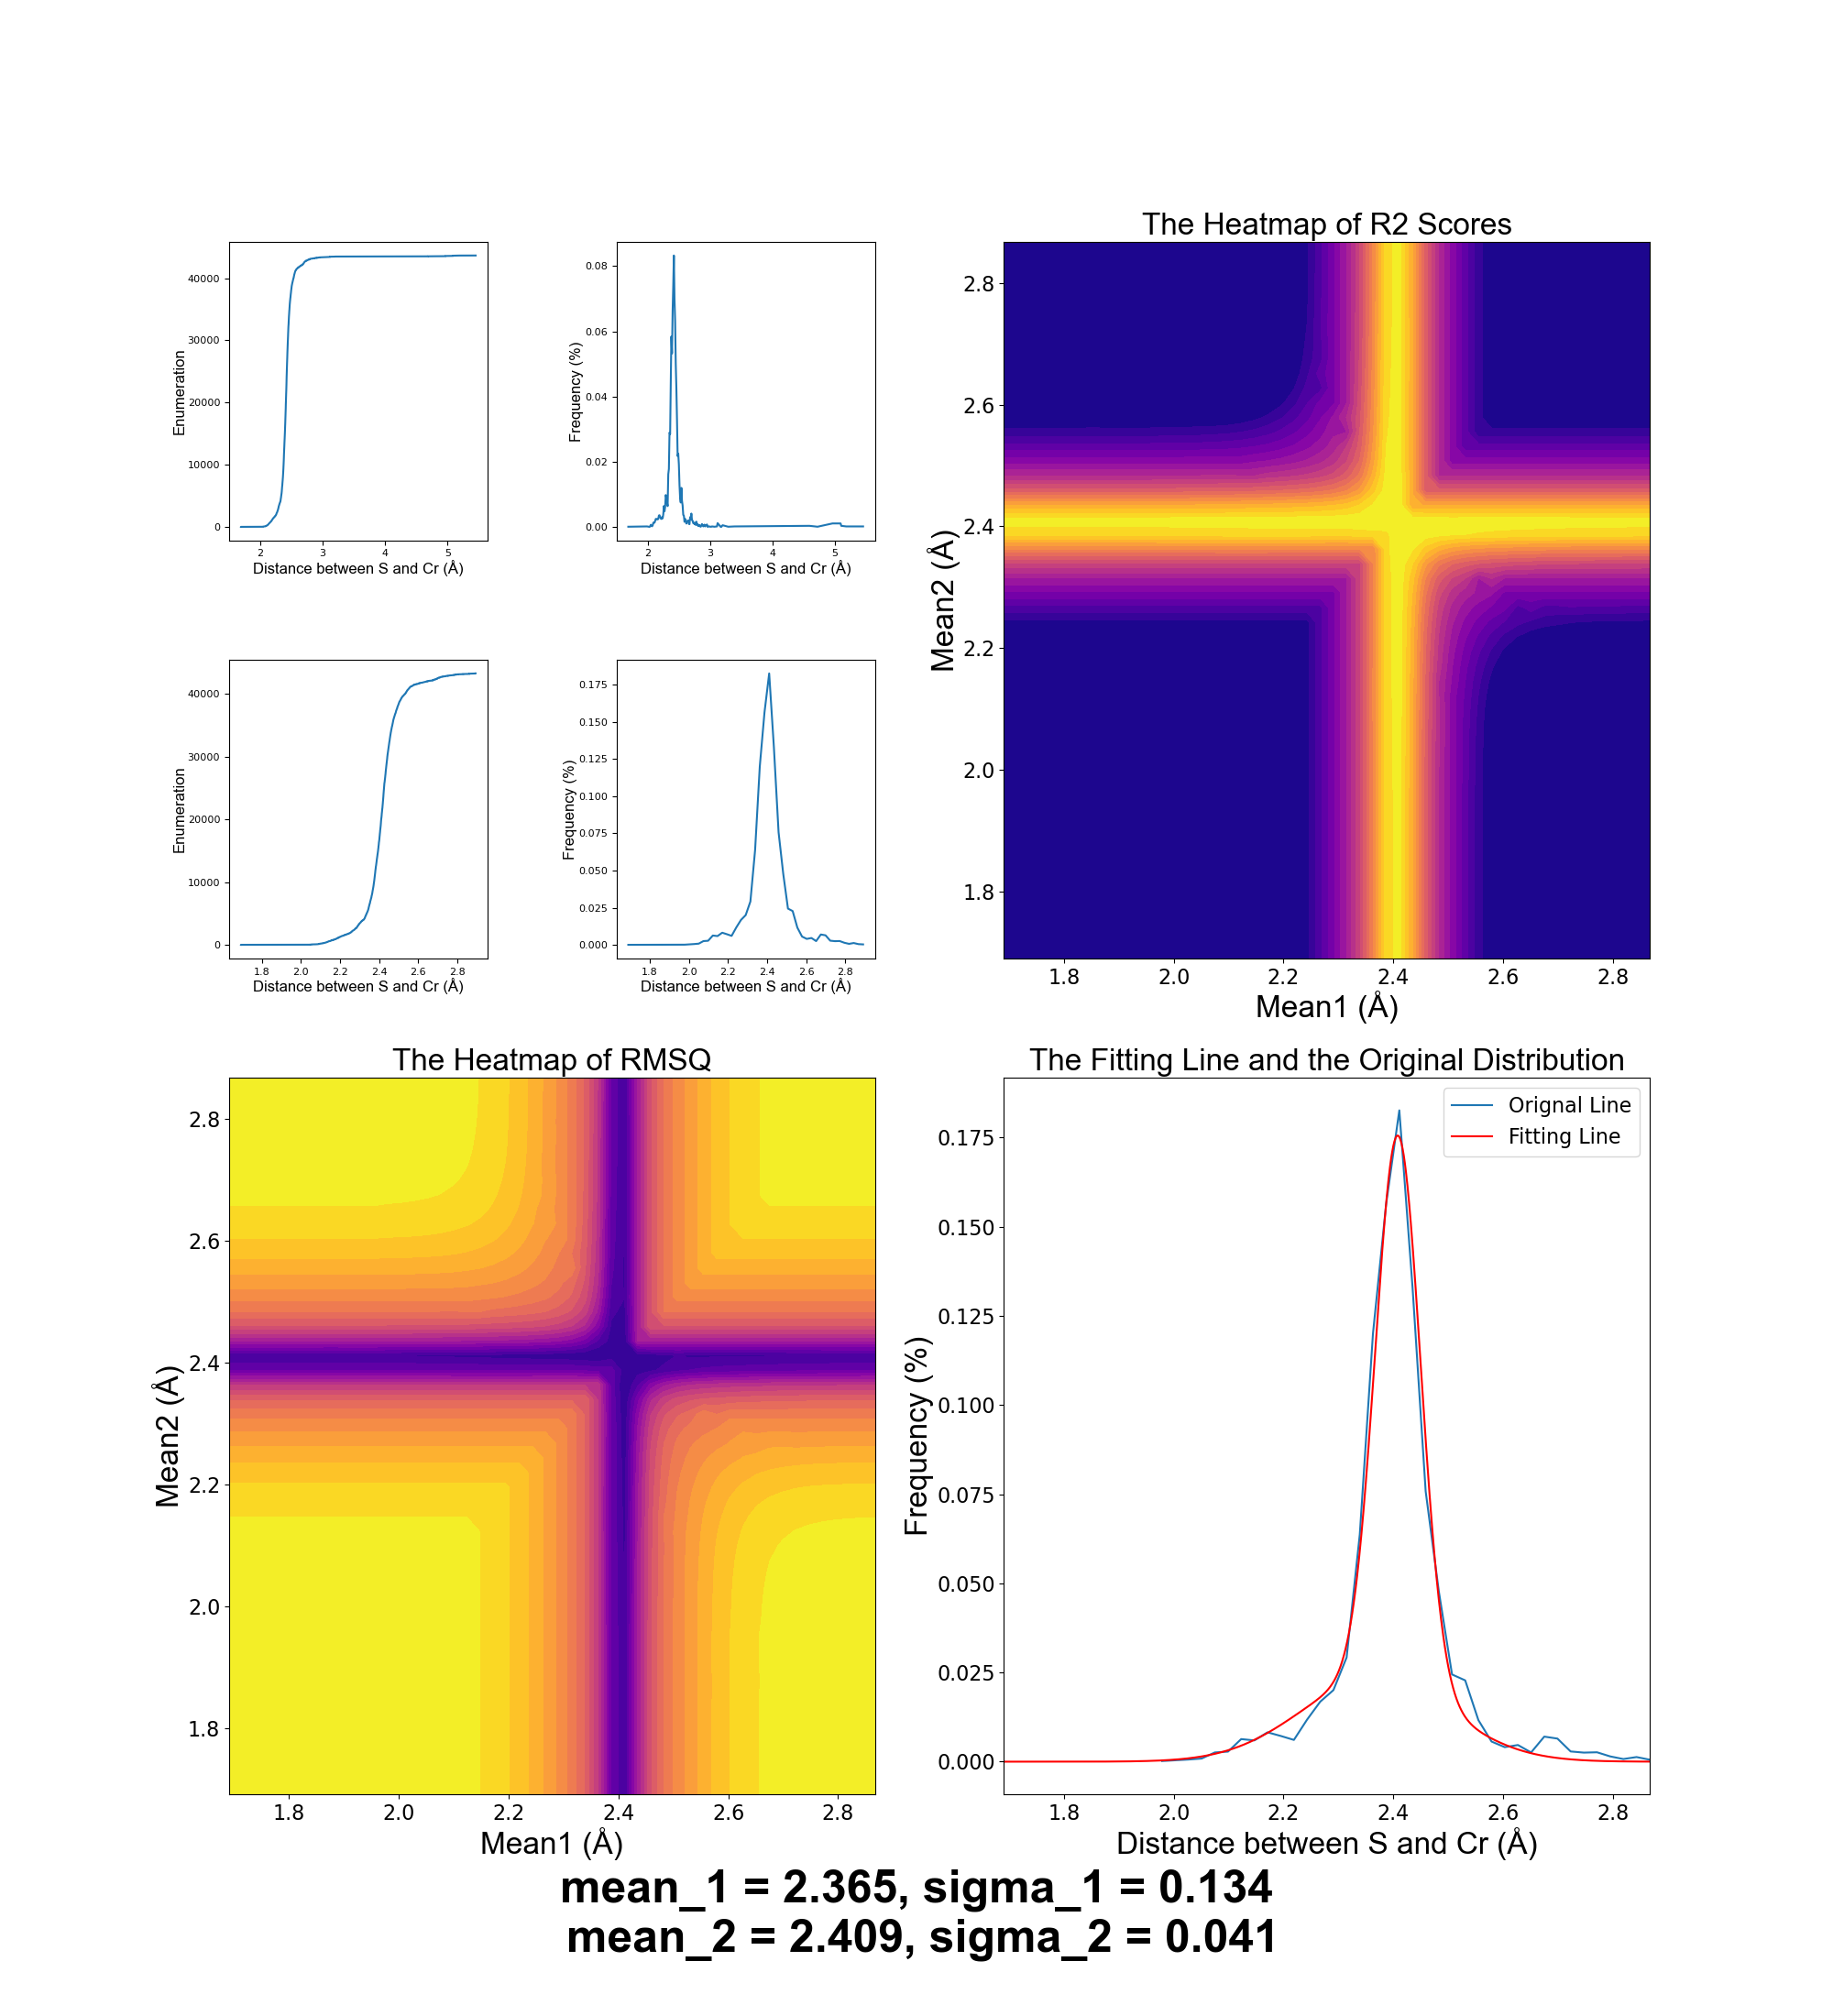 40000
30000
20000
10000
0
Enumeration
2 3 4 5
Distance between S and Cr (Å)
0.08
0.06
0.04
0.02
0.00
Frequency (%)
2 3 4 5
Distance between S and Cr (Å)
40000
30000
20000
10000
0
Enumeration
1.8 2.0 2.2 2.4 2.6 2.8
Distance between S and Cr (Å)
0.175
0.150
0.125
0.100
0.075
0.050
0.025
0.000
Frequency (%)
1.8 2.0 2.2 2.4 2.6 2.8
Distance between S and Cr (Å)
The Heatmap of R2 Scores
2.8
2.6
2.4
2.2
2.0
1.8
Mean2 (Å)
1.8 2.0 2.2 2.4 2.6 2.8
Mean1 (Å)
The Heatmap of RMSQ
2.8
2.6
2.4
2.2
2.0
1.8
Mean2 (Å)
1.8 2.0 2.2 2.4 2.6 2.8
Mean1 (Å)
The Fitting Line and the Original Distribution
Orignal Line
Fitting Line
0.175
0.150
0.125
0.100
0.075
0.050
0.025
0.000
Frequency (%)
1.8 2.0 2.2 2.4 2.6 2.8
Distance between S and Cr (Å)
mean_1 = 2.365, sigma_1 = 0.134
mean_2 = 2.409, sigma_2 = 0.041